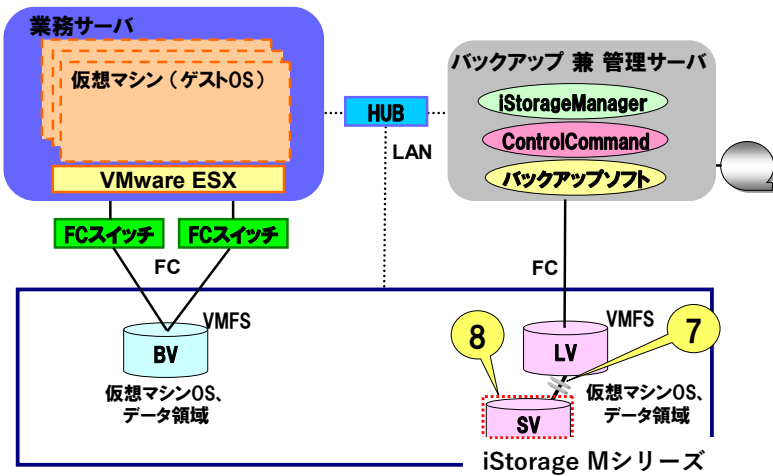 業務サーバ
仮想マシン（ゲストOS）
VMware ESX
FCスイッチ
FCスイッチ
FC
HUB
LAN
バックアップ 兼 管理サーバ
iStorageManager
ControlCommand
バックアップソフト
FC
VMFS
BV
仮想マシンOS、
データ領域
8
7
VMFS
LV
仮想マシンOS、
データ領域
SV
iStorage Mシリーズ